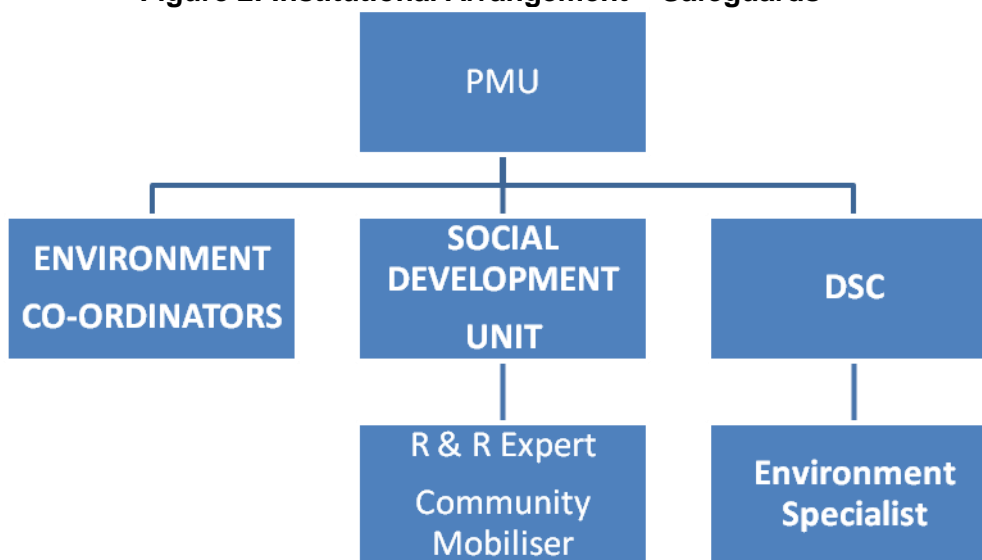 PMU
ENVIRONMENT
CO-ORDINATORS
SOCIAL
DEVELOPMENT
UNIT
DSC
R & R Expert
Community
Mobiliser
Environment
Specialist